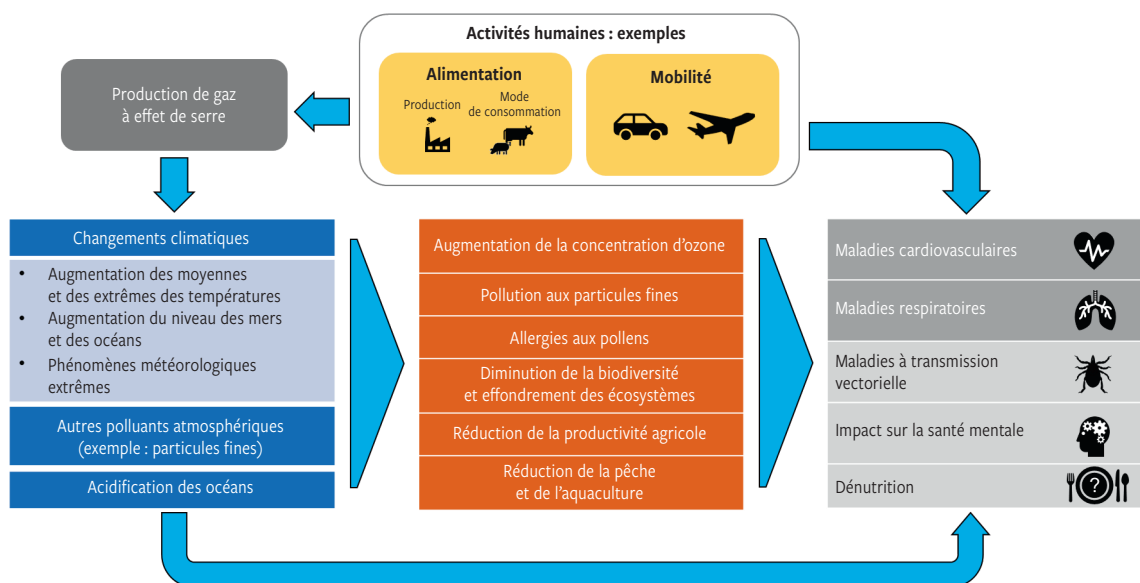 Activités humaines : exemples
Alimentation
Production
Mode
de consommation
Mobilité
Production de gaz
à effet de serre
Changements climatiques
• Augmentation des moyennes
et des extrêmes des températures
• Augmentation du niveau des mers
et des océans
• Phénomènes météorologiques
extrêmes
Autres polluants atmosphériques
(exemple : particules fines)
Acidification des océans
Augmentation de la concentration d'ozone
Pollution aux particules fines
Allergies aux pollens
Diminution de la biodiversité
et effondrement des écosystèmes
Réduction de la productivité agricole
Réduction de la pêche
et de l'aquaculture
Maladies cardiovasculaires
Maladies respiratoires
Maladies à transmission
vectorielle
Impact sur la santé mentale
Dénutrition
?